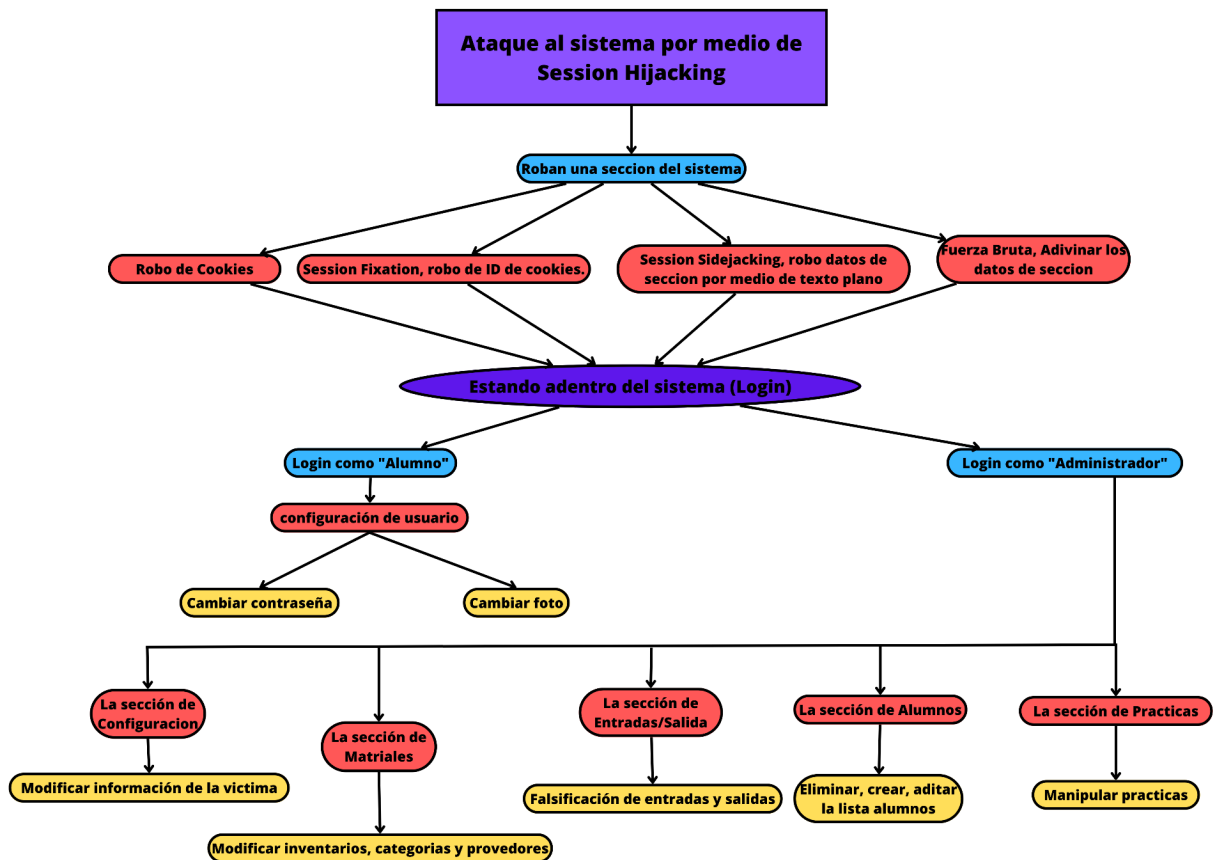 Ataque al sistema por medio de
Session Hijacking
Roban una seccion del sistema
Robo de Cookies
Session Fixation, robo de ID de cookies.
Session Sidejacking, robo datos de
seccion por medio de texto plano
Fuerza Bruta, Adivinar los
datos de seccion
Estando adentro del sistema (Login)
Login como "Alumno"
Login como "Administrador"
configuración de usuario
Cambiar contraseña
Cambiar foto
La sección de
Configuracion
La sección de
Matriales
La sección de
Entradas/Salida
La sección de Alumnos
La sección de Practicas
Modificar información de la victima
Modificar inventarios, categorias y provedores
Falsificación de entradas y salidas
Eliminar, crear, aditar
la lista alumnos
Manipular practicas